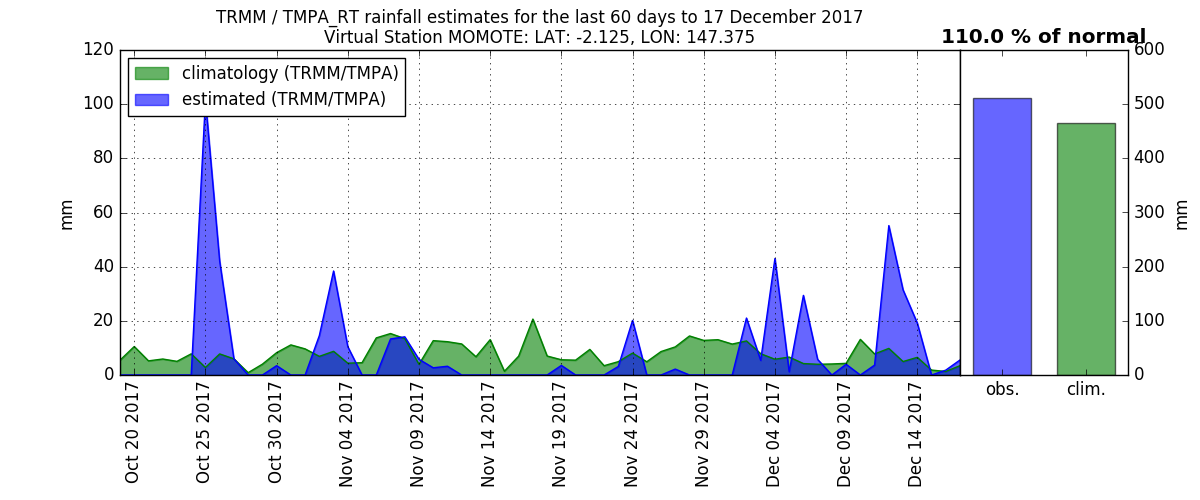 TRMM / TMPA_RT rainfall estimates for the last 60 days to 17 December 2017
Virtual Station MOMOTE: LAT: -2.125, LON: 147.375
110.0 % of normal
climatology (TRMM/TMPA)
estimated (TRMM/TMPA)
120
100
80
60
40
20
0
mm
Oct 20 2017
Oct 25 2017
Oct 30 2017
Nov 04 2017
Nov 09 2017
Nov 14 2017
Nov 19 2017
Nov 24 2017
Nov 29 2017
Dec 04 2017
Dec 09 2017
Dec 14 2017
600
500
400
300
200
100
0
mm
obs.
clim.